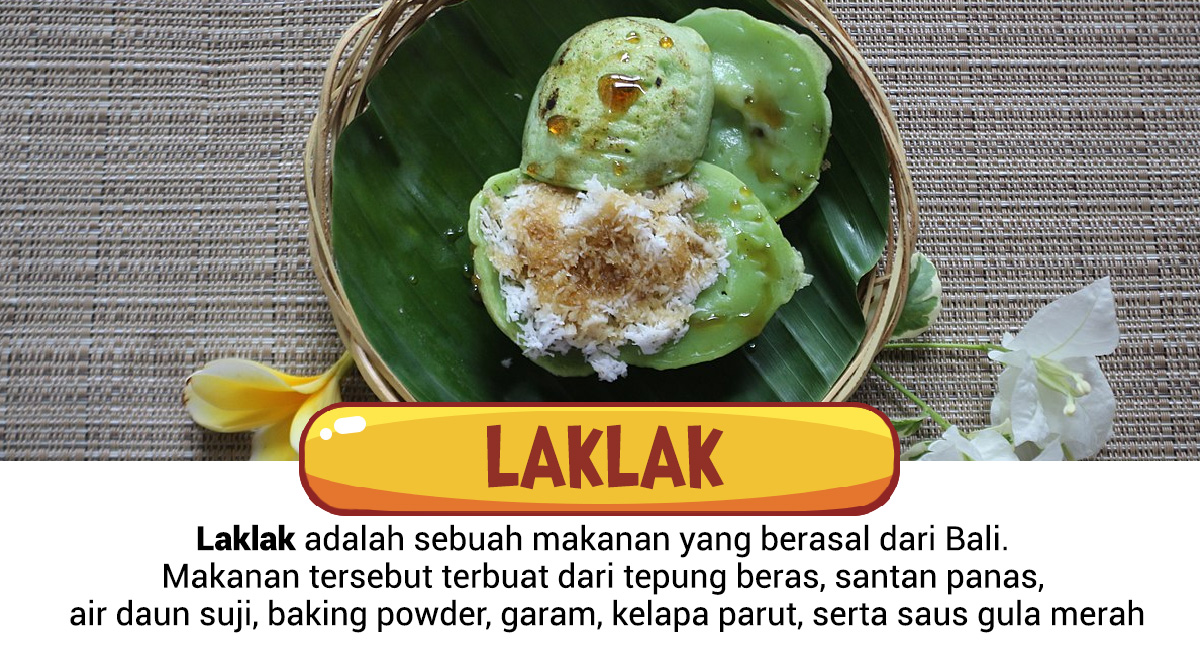 LAKLAK
Laklak adalah sebuah makanan yang berasal dari Bali.
Makanan tersebut terbuat dari tepung beras, santan panas,
air daun suji, baking powder, garam, kelapa parut, serta saus gula merah